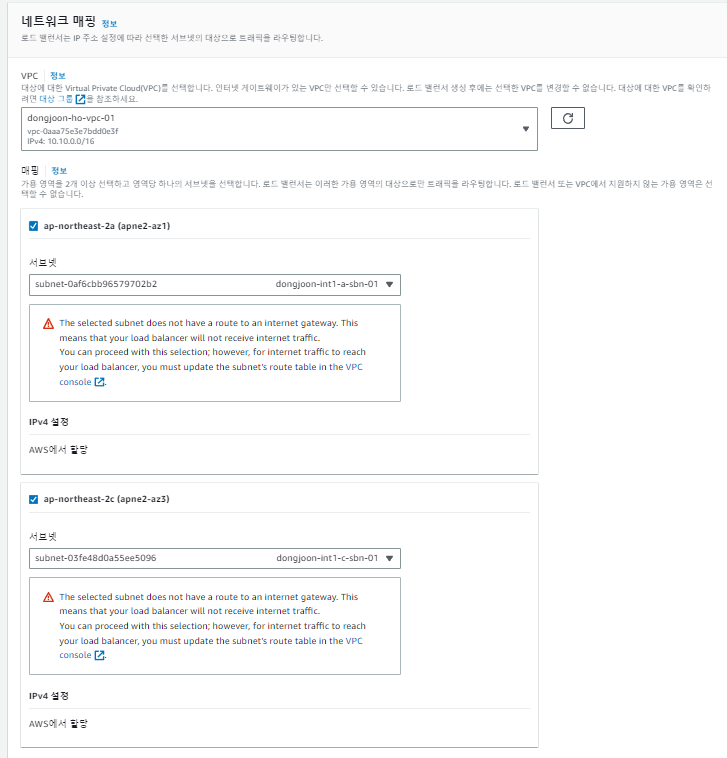 네트워크 매핑 정보
로드 밸런서는 IP 주소 설정에 따라 선택한 서브넷의 대상으로 트래픽을 라우팅합니다.
VPC 정보
대상에 대한 Virtual Private Cloud(VPC)를 선택합니다. 인터넷 게이트웨이가 있는 VPC만 선택할 수 있습니다. 로드 밸런서 생성 후에는 선택한 VPC를 변경할 수 없습니다. 대상에 대한 VPC를 확인하
려면 대상 그룹을 참조하세요.
dongjoon-ho-vpc-01
vpc-0aaa75e3e7bdd0e3f
IPv4: 10.10.0.0/16
매핑 정보
가용 영역을 2개 이상 선택하고 영역당 하나의 서브넷을 선택합니다. 로드 밸런서는 이러한 가용 영역의 대상으로만 트래픽을 라우팅합니다. 로드 밸런서 또는 VPC에서 지원하지 않는 가용 영역은 선
택할 수 없습니다.
ap-northeast-2a (apne2-az1)
서브넷
subnet-0af6cbb96579702b2 dongjoon-int1-a-sbn-01
The selected subnet does not have a route to an internet gateway. This
means that your load balancer will not receive internet traffic.
You can proceed with this selection; however, for internet traffic to reach
your load balancer, you must update the subnet's route table in the VPC
console.
IPv4 설정
AWS에서 할당
ap-northeast-2c (apne2-az3)
서브넷
subnet-03fe48d0a55ee5096 dongjoon-int1-c-sbn-01
The selected subnet does not have a route to an internet gateway. This
means that your load balancer will not receive internet traffic.
You can proceed with this selection; however, for internet traffic to reach
your load balancer, you must update the subnet's route table in the VPC
console.
IPv4 설정
AWS에서 할당